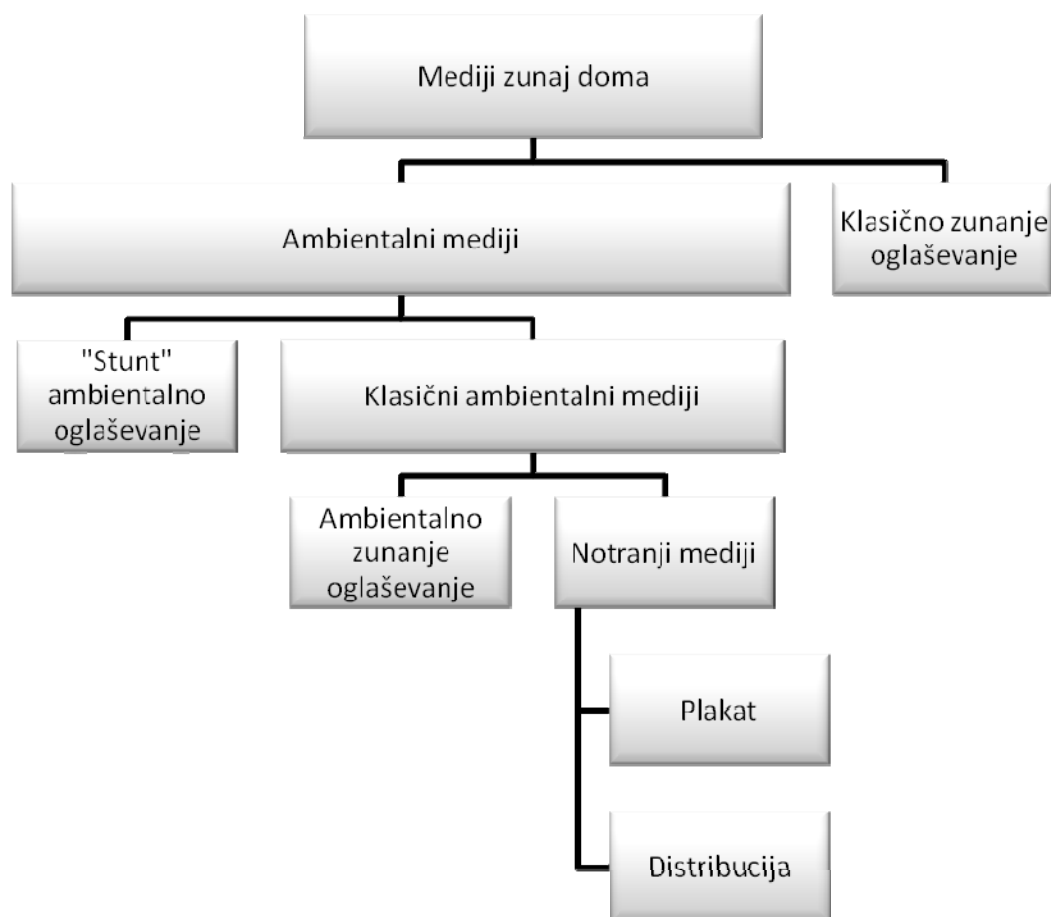 Mediji zunaj doma
Ambientalni mediji
Klasično zunanje
oglaševanje
"Stunt"
ambientalno
oglaševanje
Klasični ambientalni mediji
Ambientalno
zunanje
oglaševanje
Notranji mediji
Plakat
Distribucija